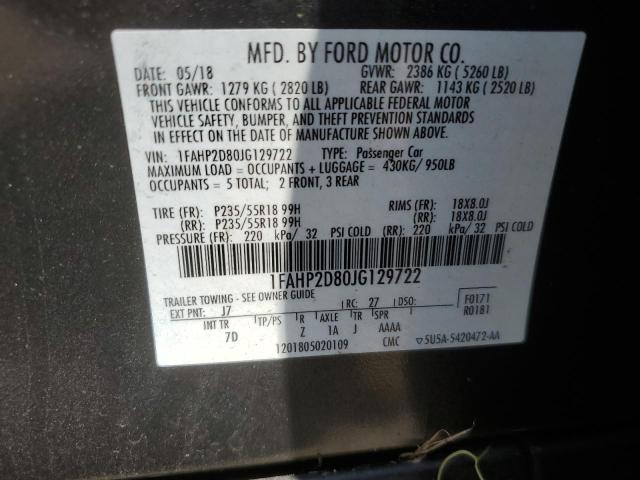 MFD. BY FORD MOTOR CO.
DATE: 05/18 GVWR: 2386 KG ( 5260 LB)
FRONT GAWR: 1279 KG ( 2820 LB) REAR GAWR: 1143 KG ( 2520 LB)
THIS VEHICLE CONFORMS TO ALL APPLICABLE FEDERAL MOTOR
VEHICLE SAFETY, BUMPER, AND THEFT PREVENTION STANDARDS
IN EFFECT ON THE DATE OF MANUFACTURE SHOWN ABOVE.
VIN: 1FAHP2D80JG129722 TYPE: Passenger Car
MAXIMUM LOAD = OCCUPANTS + LUGGAGE = 430KG/ 950LB
OCCUPANTS: 5 TOTAL; 2 FRONT, 3 REAR
TIRE (FR): P235/55R18 99H RIMS (FR): 18X8.0J
(RR): P235/55R18 99H (RR): 18X8.0J
PRESSURE (FR): 220 kPa/ 32 PSI COLD (RR): 220 kPa/ 32 PSI COLD
1FAHP2D80JG129722
TRAILER TOWING - SEE OWNER GUIDE
EXT PNT: J7 RC: 27 DSO: F0171
INT TR TP/PS R AXLE TR SPR R0181
7D Z 1A J AAAA
1201805020109 CMC ▽5U5A-5420472-AA